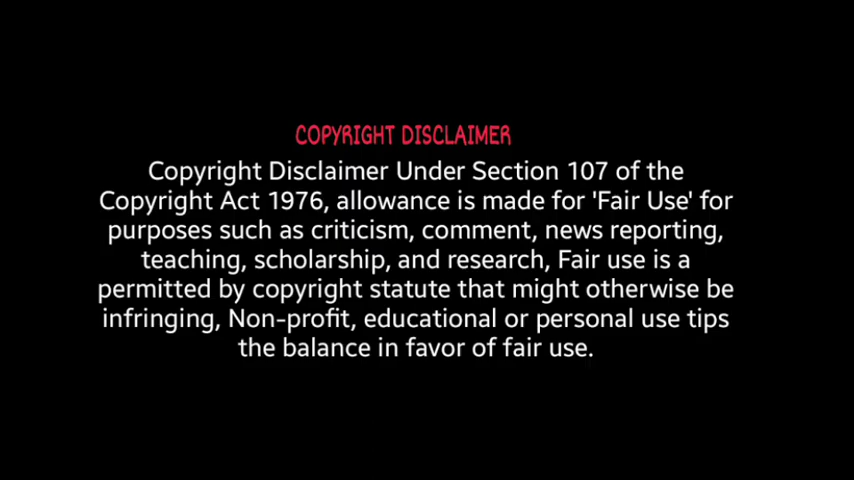 COPYRIGHT DISCLAIMER
Copyright Disclaimer Under Section 107 of the
Copyright Act 1976, allowance is made for 'Fair Use' for
purposes such as criticism, comment, news reporting,
teaching, scholarship, and research, Fair use is a
permitted by copyright statute that might otherwise be
infringing, Non-profit, educational or personal use tips
the balance in favor of fair use.